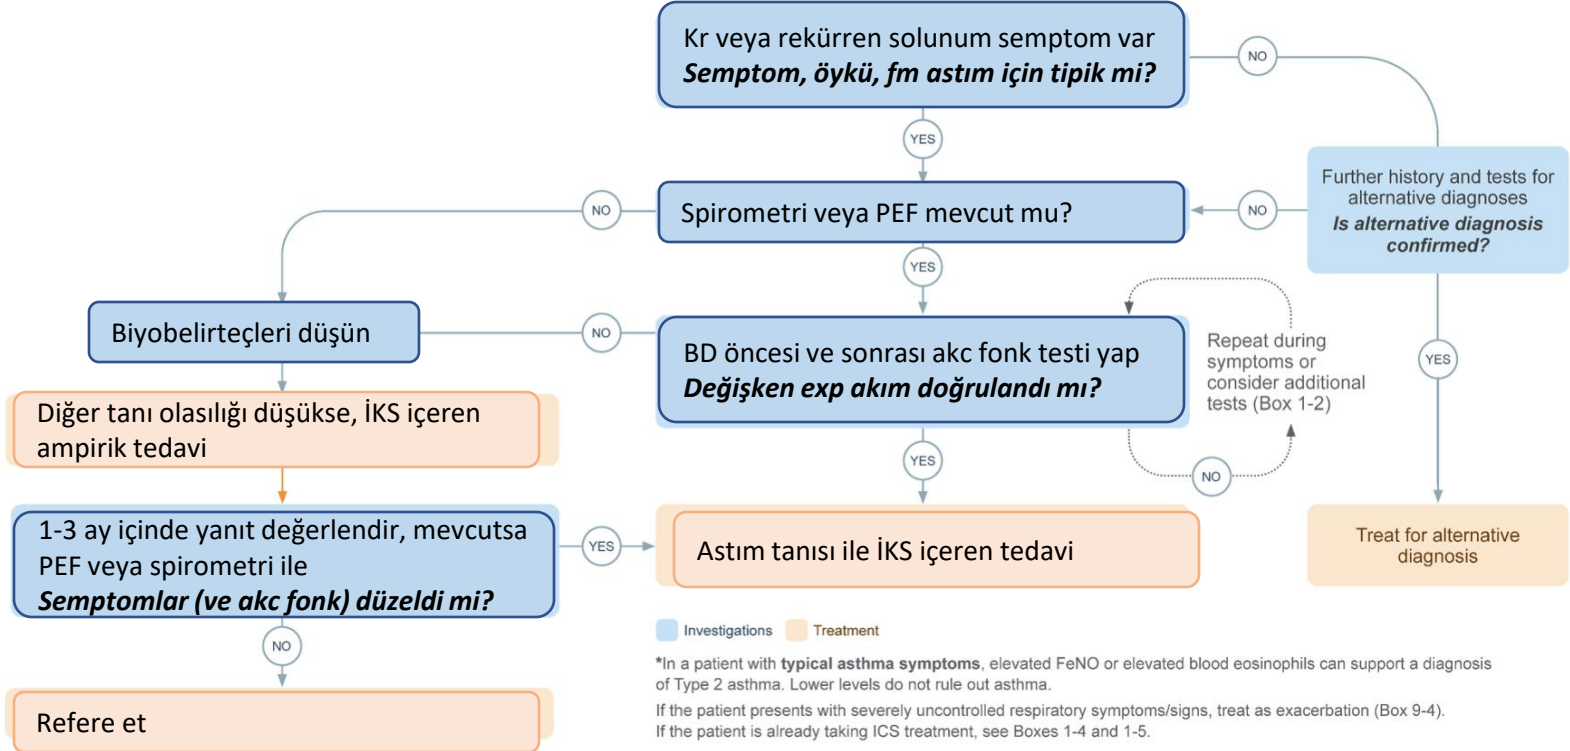 Kr veya rekürren solunum semptom var
Semptom, öykü, fm astım için tipik mi?
NO
YES
Further history and tests for
alternative diagnoses
Is alternative diagnosis
confirmed?
NO
Spirometri veya PEF mevcut mu?
NO
YES
Biyobelirteçleri düşün
NO
BD öncesi ve sonrası akc fonk testi yap
Değişken exp akım doğrulandı mı?
Repeat during
symptoms or
consider additional
tests (Box 1-2)
YES
Diğer tanı olasılığı düşükse, İKS içeren
ampirik tedavi
YES
NO
1-3 ay içinde yanıt değerlendir, mevcutsa
PEF veya spirometri ile
Semptomlar (ve akc fonk) düzeldi mi?
YES
Astım tanısı ile İKS içeren tedavi
Treat for alternative
diagnosis
NO
Refere et
Investigations
Treatment
*In a patient with typical asthma symptoms, elevated FeNO or elevated blood eosinophils can support a diagnosis
of Type 2 asthma. Lower levels do not rule out asthma.
If the patient presents with severely uncontrolled respiratory symptoms/signs, treat as exacerbation (Box 9-4).
If the patient is already taking ICS treatment, see Boxes 1-4 and 1-5.